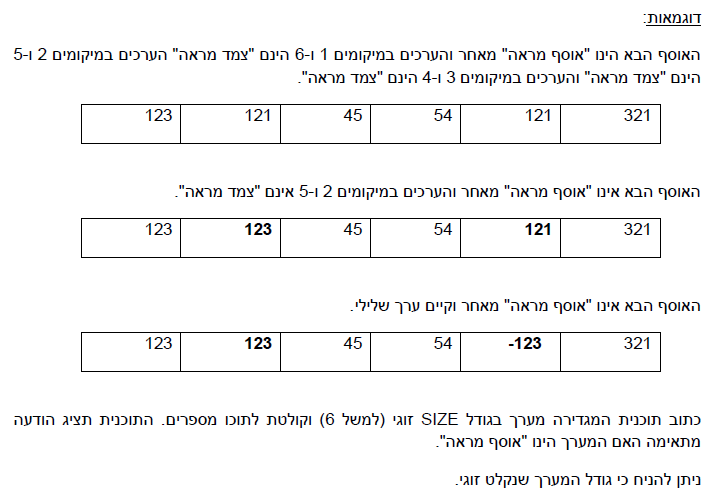 דוגמאות:
האוסף הבא הינו "אוסף מראה" מאחר והערכים במיקומים 1 ו-6 הינם "צמד מראה" הערכים במיקומים 2 ו-5
הינם "צמד מראה" והערכים במיקומים 3 ו-4 הינם "צמד מראה".
123 121 45 54 121 321
האוסף הבא אינו "אוסף מראה" מאחר והערכים במיקומים 2 ו-5 אינם "צמד מראה".
123 123 45 54 121 321
האוסף הבא אינו "אוסף מראה" מאחר וקיים ערך שלילי.
123 123 45 54 -123 321
כתוב תוכנית המגדירה מערך בגודל SIZE זוגי (למשל 6) וקולטת לתוכו מספרים. התוכנית תציג הודעה
מתאימה האם המערך הינו "אוסף מראה".
ניתן להניח כי גודל המערך שנקלט זוגי.